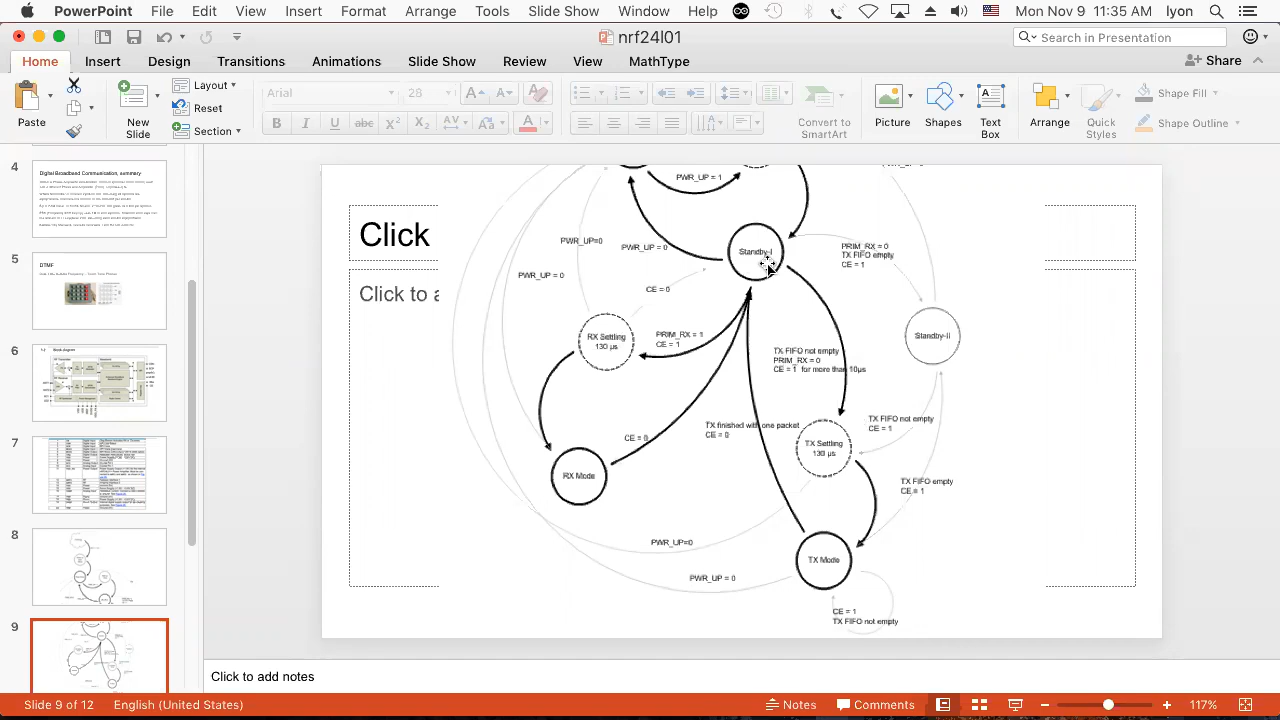 PowerPoint File Edit View Insert Format Arrange Tools Slide Show Window Help Mon Nov 9 11:35 AM lyon
nrf24l01
Search in Presentation
Home Insert Design Transitions Animations Slide Show Review View MathType
Share
Paste
New
Slide
Layout
Reset
Section
Arial 28
B I U abc X² X₂ AV Aa A
Convert to
SmartArt
Picture
Shapes
Text
Box
Arrange
Quick
Styles
Shape Fill
Shape Outline
4
Digital Broadband Communication, summary
5
DTMF
6
Block diagram
7
8
9
Click
Click to a
PWR_UP = 1
PWR_UP=0
PWR_UP = 0
PWR_UP = 0
Standby-I
PRIM_RX = 0
TX FIFO empty
CE = 1
CE = 0
RX Settling
130 µs
PRIM_RX = 1
CE = 1
Standby-II
TX FIFO not empty
PRIM_RX = 0
CE = 1 for more than 10µs
TX finished with one packet
CE = 0
CE = 0
TX FIFO not empty
CE = 1
TX Settling
130 µs
RX Mode
TX FIFO empty
CE = 1
PWR_UP=0
TX Mode
PWR_UP = 0
CE = 1
TX FIFO not empty
Click to add notes
Slide 9 of 12 English (United States) Notes Comments 117%